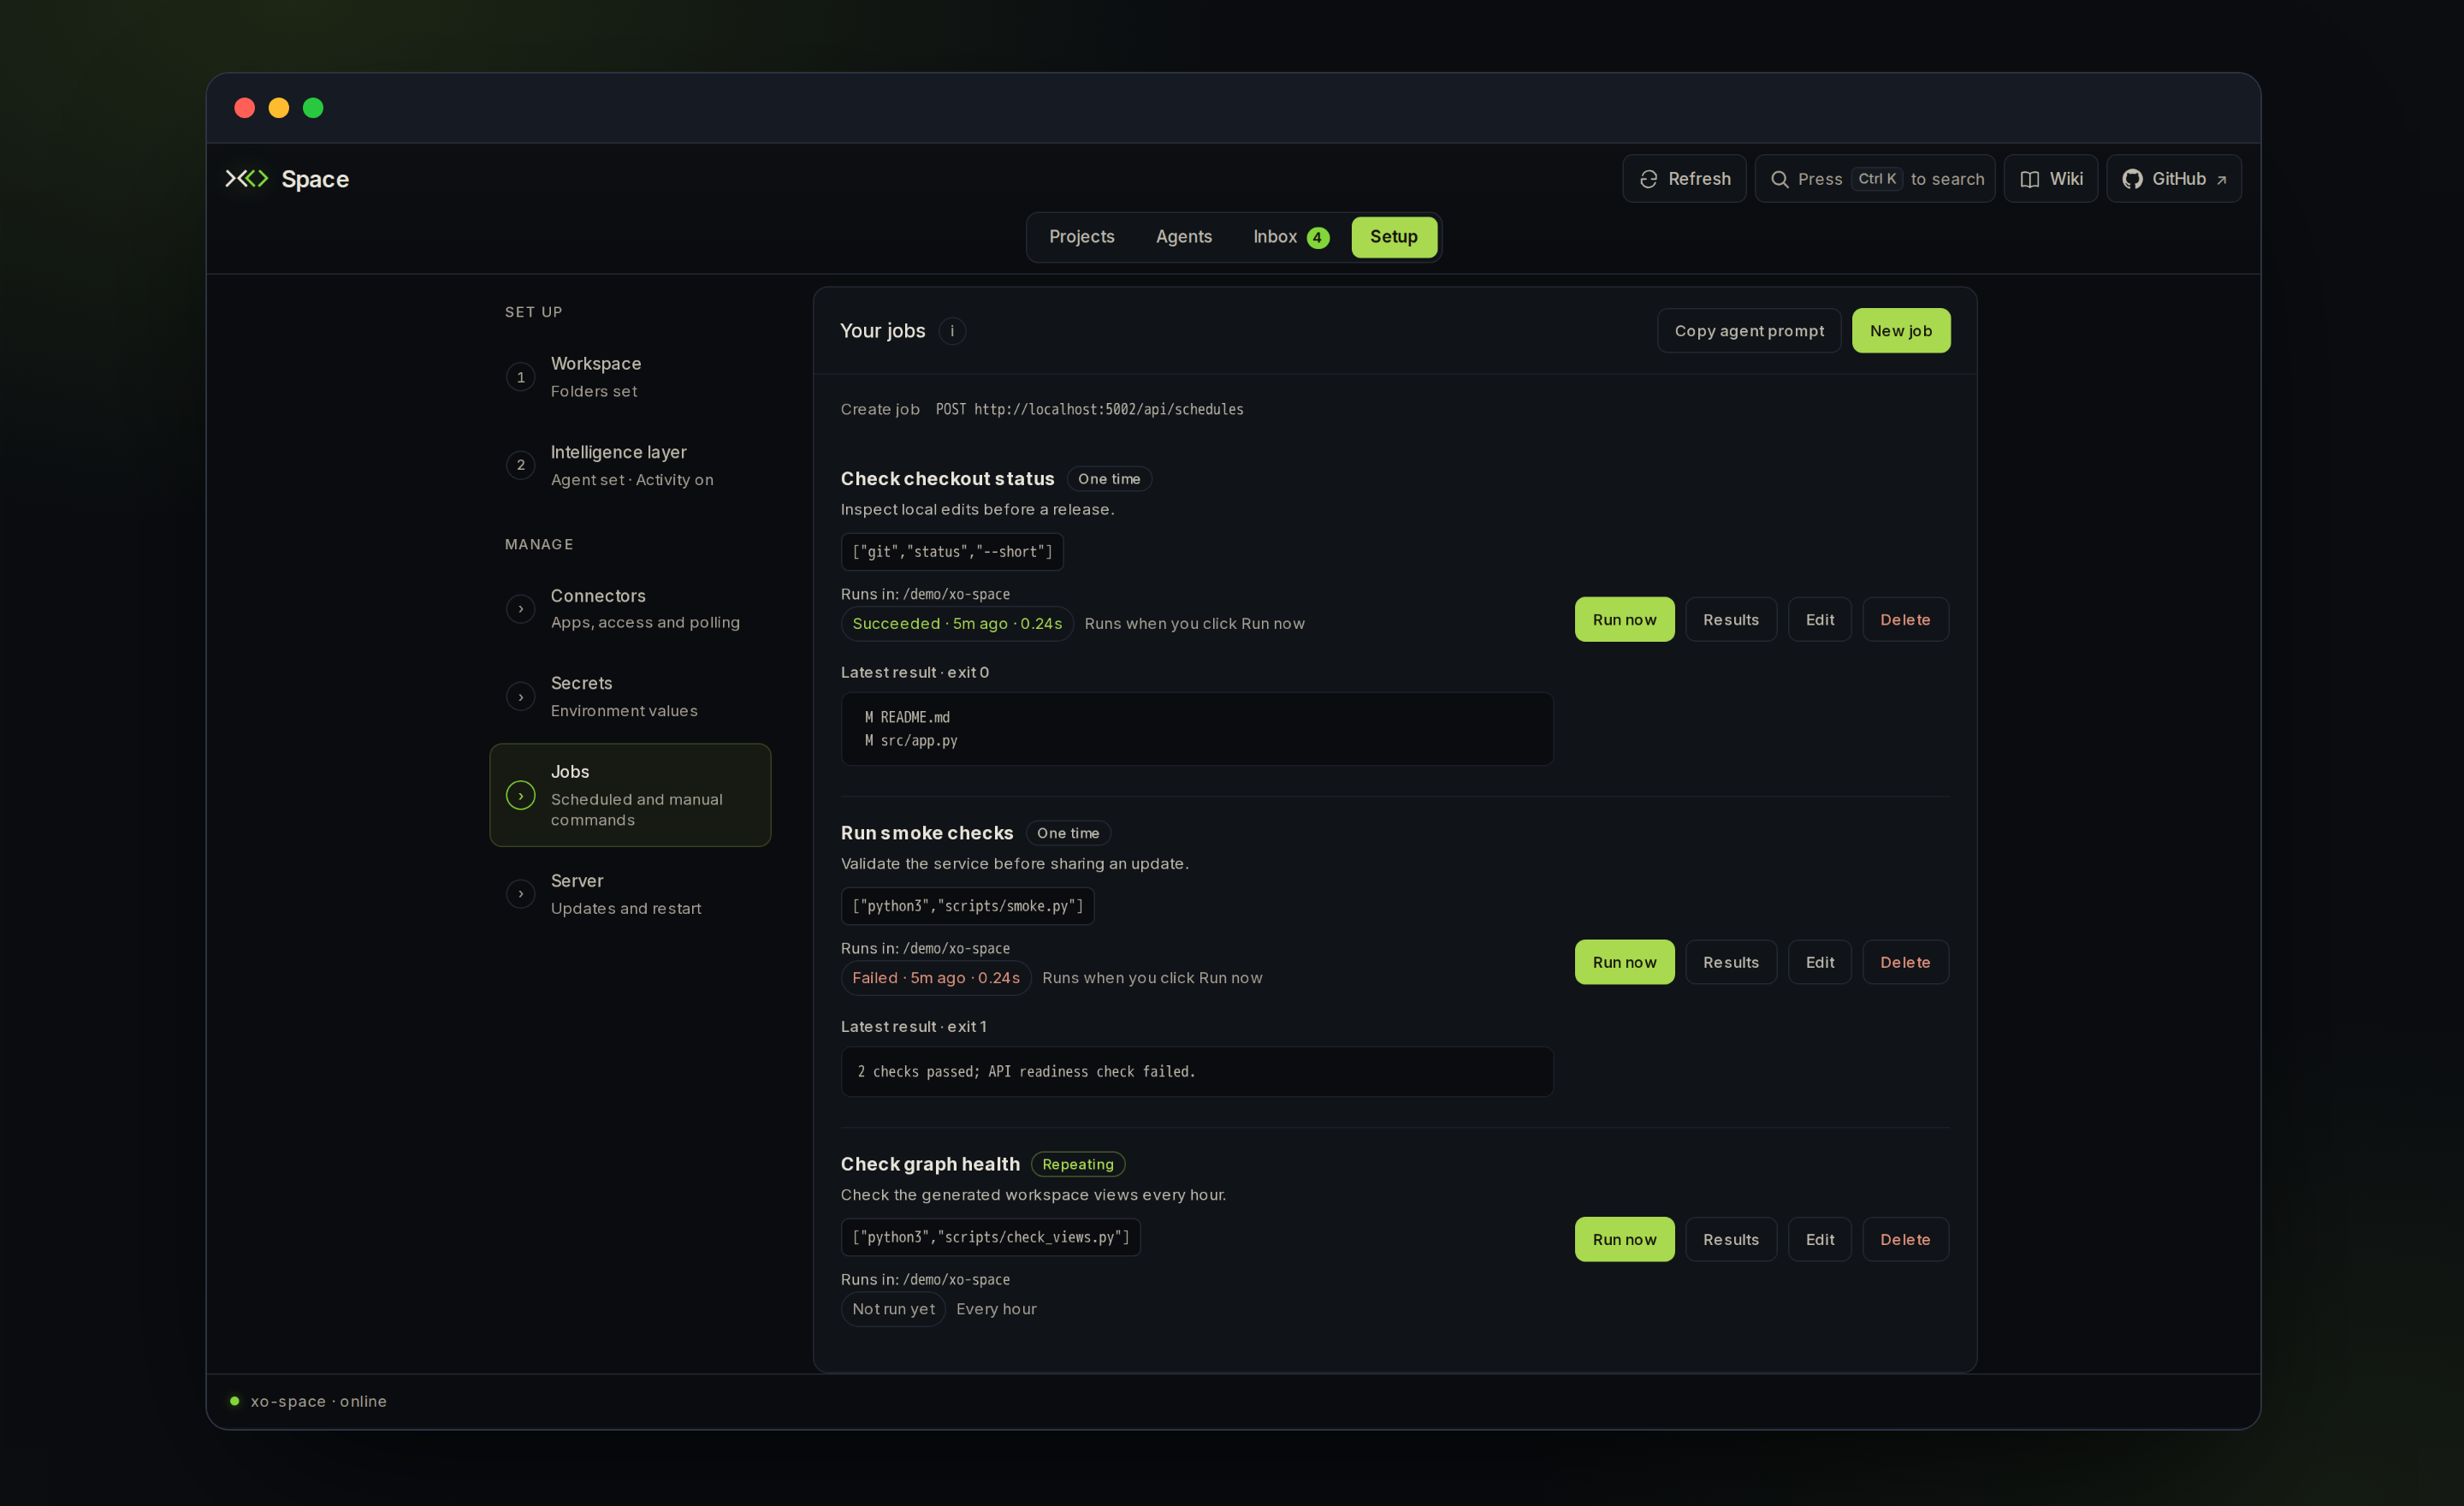 Space
Refresh
Press Ctrl K to search
Wiki
GitHub ↗
Projects
Agents
Inbox 4
Setup
SET UP
1
Workspace
Folders set
2
Intelligence layer
Agent set · Activity on
MANAGE
› Connectors
Apps, access and polling
› Secrets
Environment values
› Jobs
Scheduled and manual
commands
› Server
Updates and restart
Your jobs i
Copy agent prompt
New job
Create job POST http://localhost:5002/api/schedules
Check checkout status One time
Inspect local edits before a release.
["git","status","--short"]
Runs in: /demo/xo-space
Succeeded · 5m ago · 0.24s Runs when you click Run now
Run now Results Edit Delete
Latest result · exit 0
M README.md
M src/app.py
Run smoke checks One time
Validate the service before sharing an update.
["python3","scripts/smoke.py"]
Runs in: /demo/xo-space
Failed · 5m ago · 0.24s Runs when you click Run now
Run now Results Edit Delete
Latest result · exit 1
2 checks passed; API readiness check failed.
Check graph health Repeating
Check the generated workspace views every hour.
["python3","scripts/check_views.py"]
Run now Results Edit Delete
Runs in: /demo/xo-space
Not run yet Every hour
xo-space · online